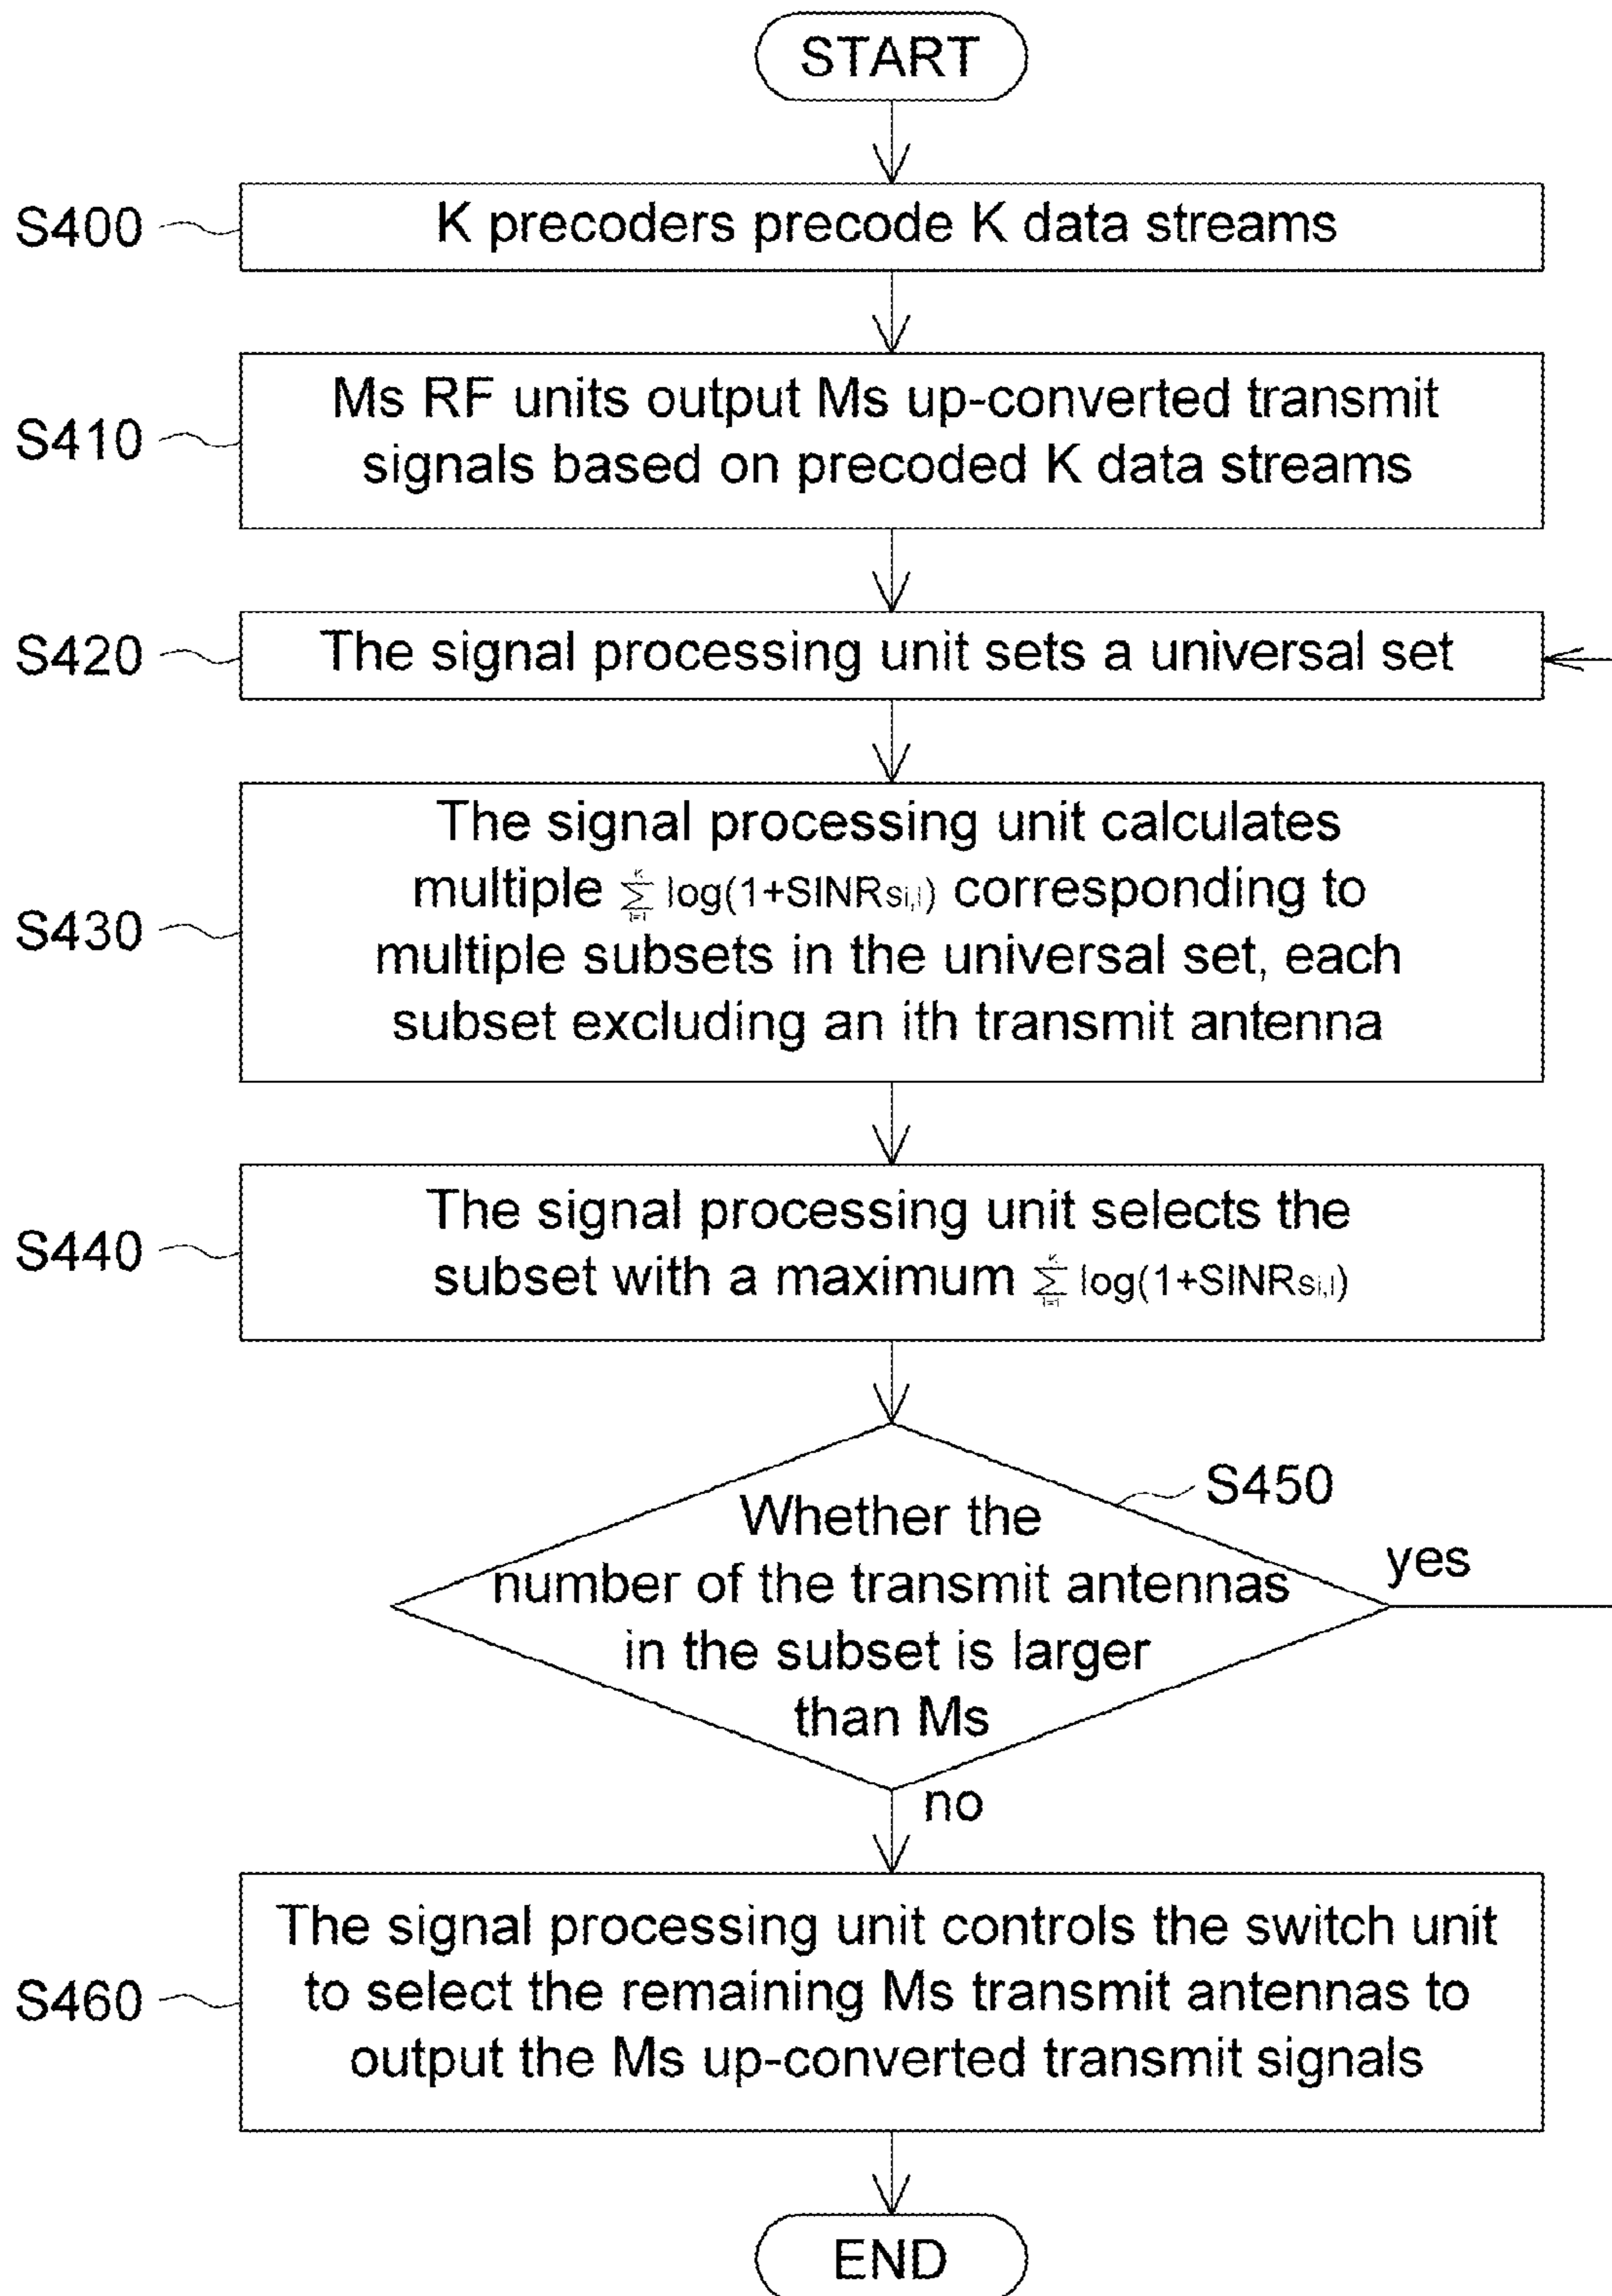 START
S400
K precoders precode K data streams
S410
Ms RF units output Ms up-converted transmit
signals based on precoded K data streams
S420
The signal processing unit sets a universal set
S430
The signal processing unit calculates
multiple K∑l=1 log(1+SINRSi,l) corresponding to
multiple subsets in the universal set, each
subset excluding an ith transmit antenna
S440
The signal processing unit selects the
subset with a maximum K∑l=1 log(1+SINRSi,l)
S450
Whether the
number of the transmit antennas
in the subset is larger
than Ms
yes
no
S460
The signal processing unit controls the switch unit
to select the remaining Ms transmit antennas to
output the Ms up-converted transmit signals
END